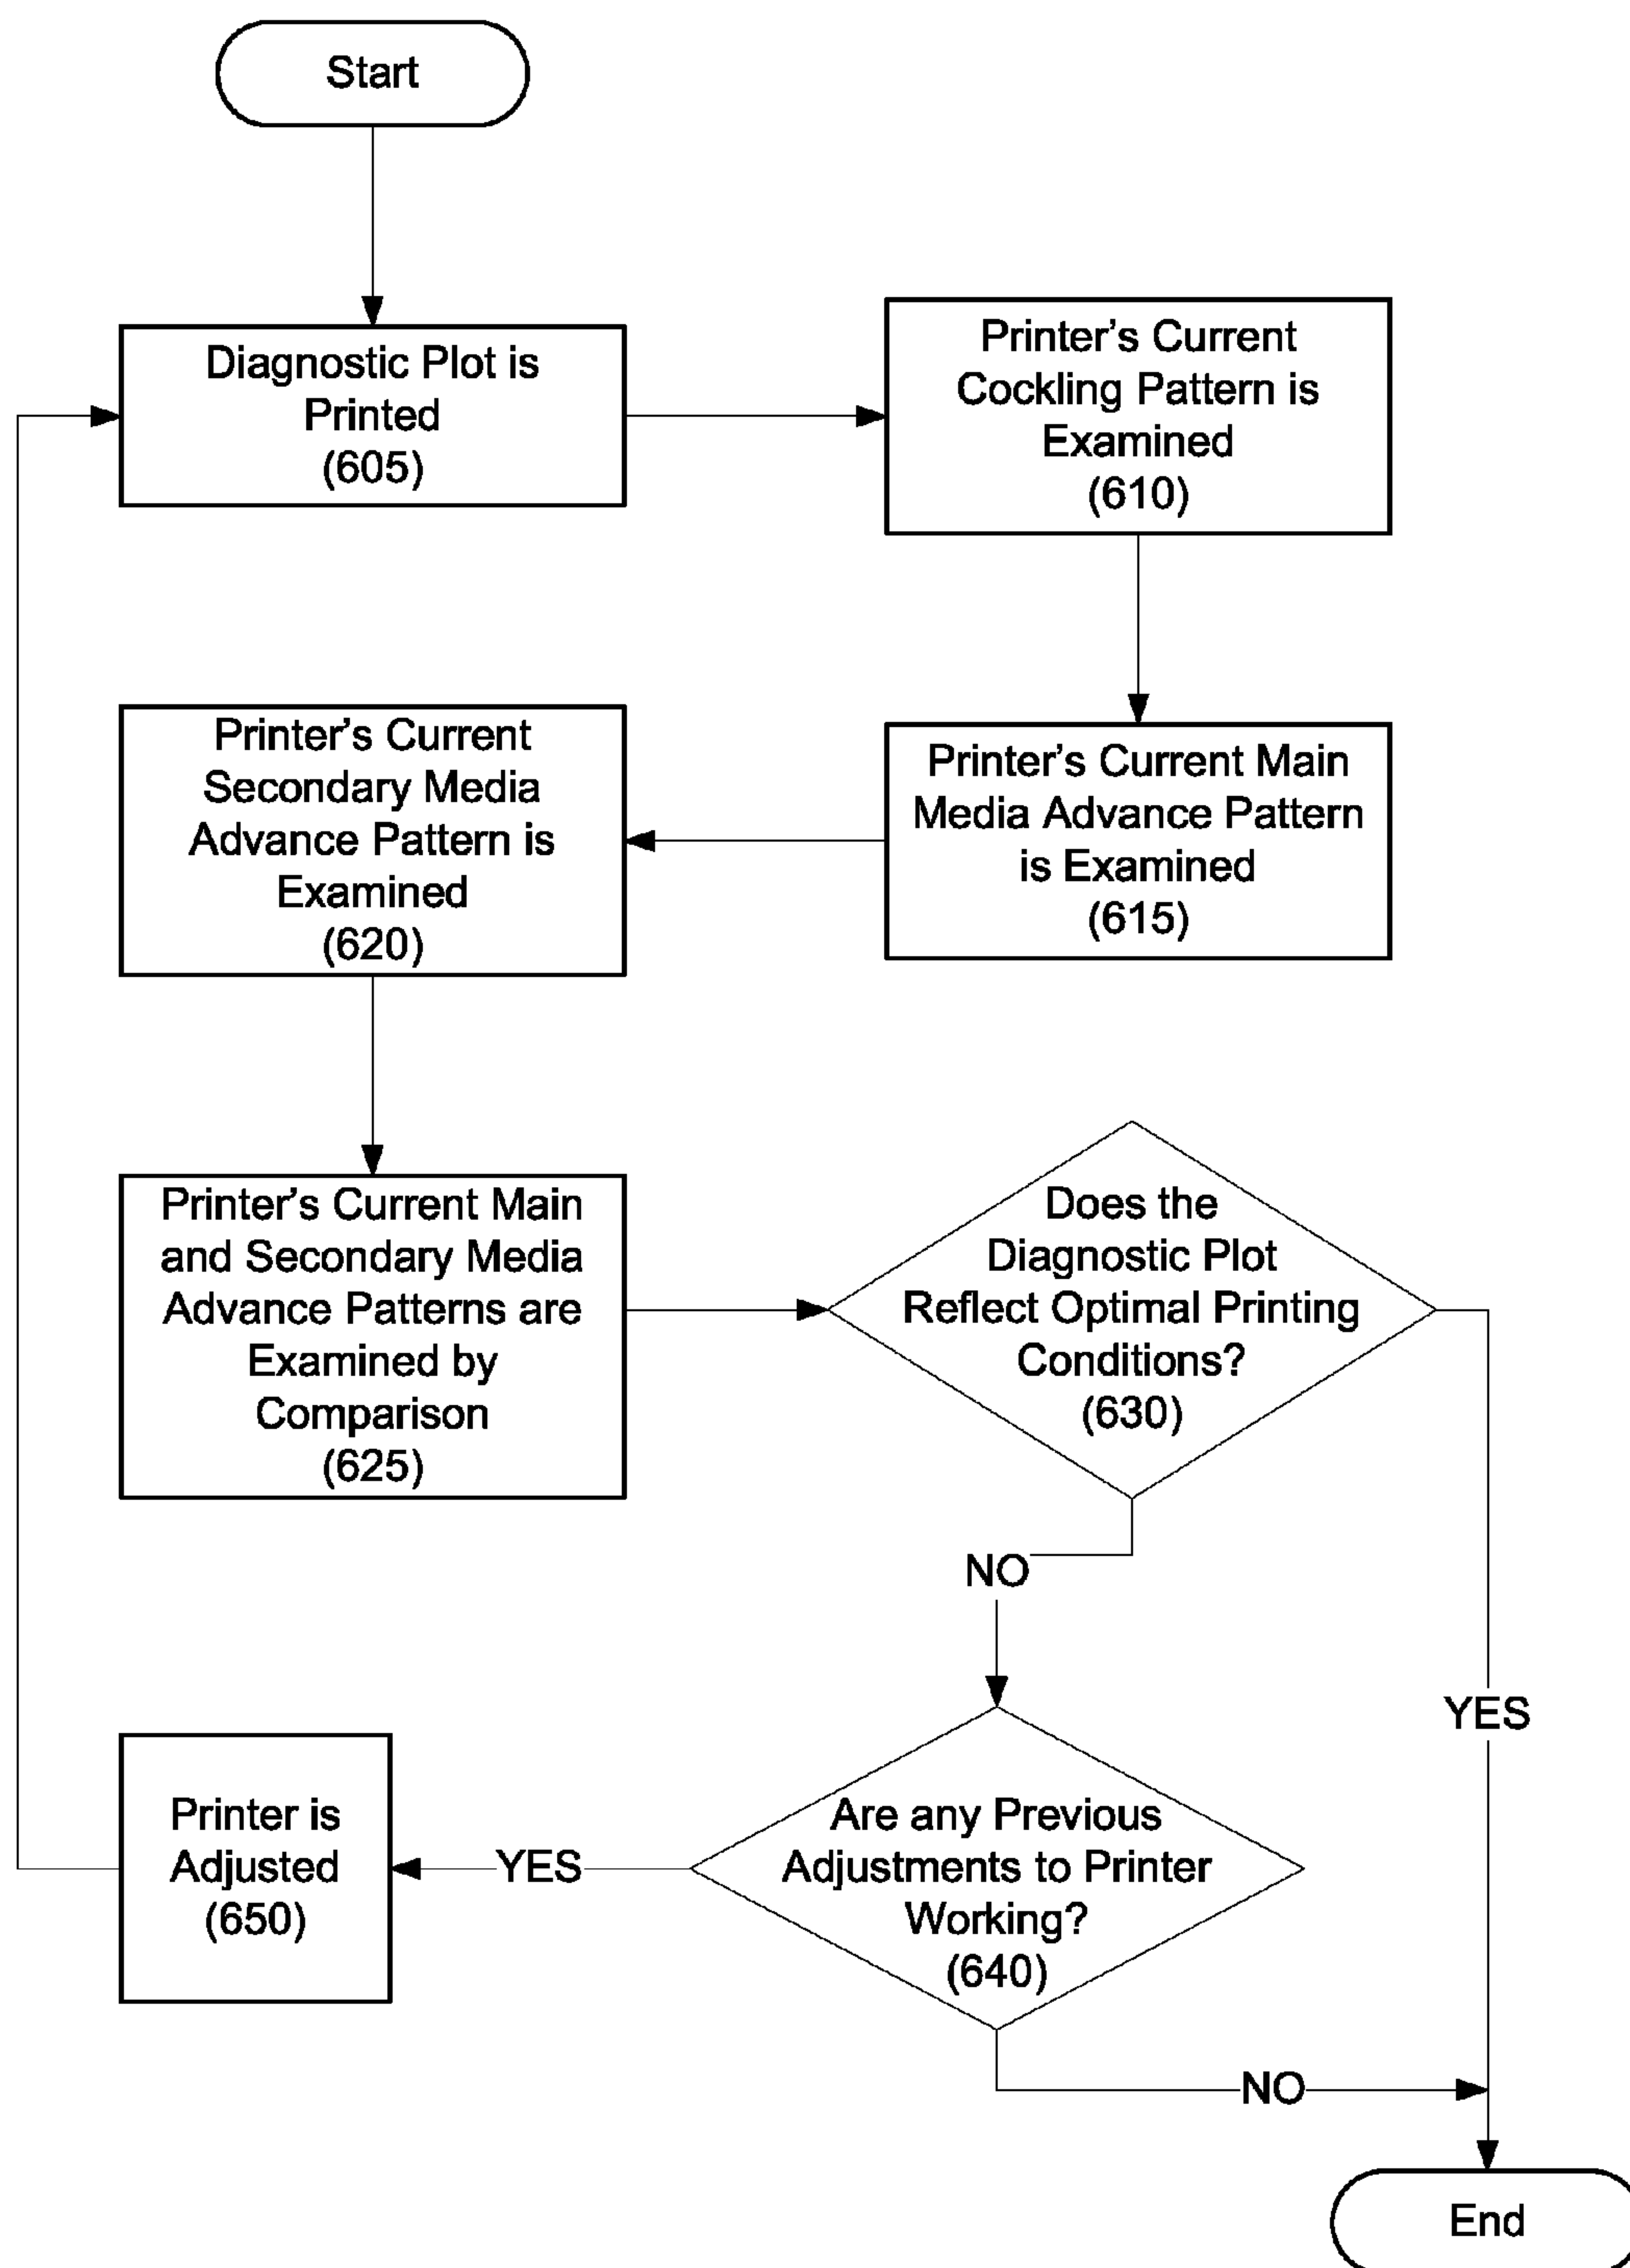 Start
Diagnostic Plot is
Printed
(605)
Printer's Current
Cockling Pattern is
Examined
(610)
Printer's Current Main
Media Advance Pattern
is Examined
(615)
Printer's Current
Secondary Media
Advance Pattern is
Examined
(620)
Printer's Current Main
and Secondary Media
Advance Patterns are
Examined by
Comparison
(625)
Does the
Diagnostic Plot
Reflect Optimal Printing
Conditions?
(630)
NO
YES
Are any Previous
Adjustments to Printer
Working?
(640)
YES
Printer is
Adjusted
(650)
NO
End